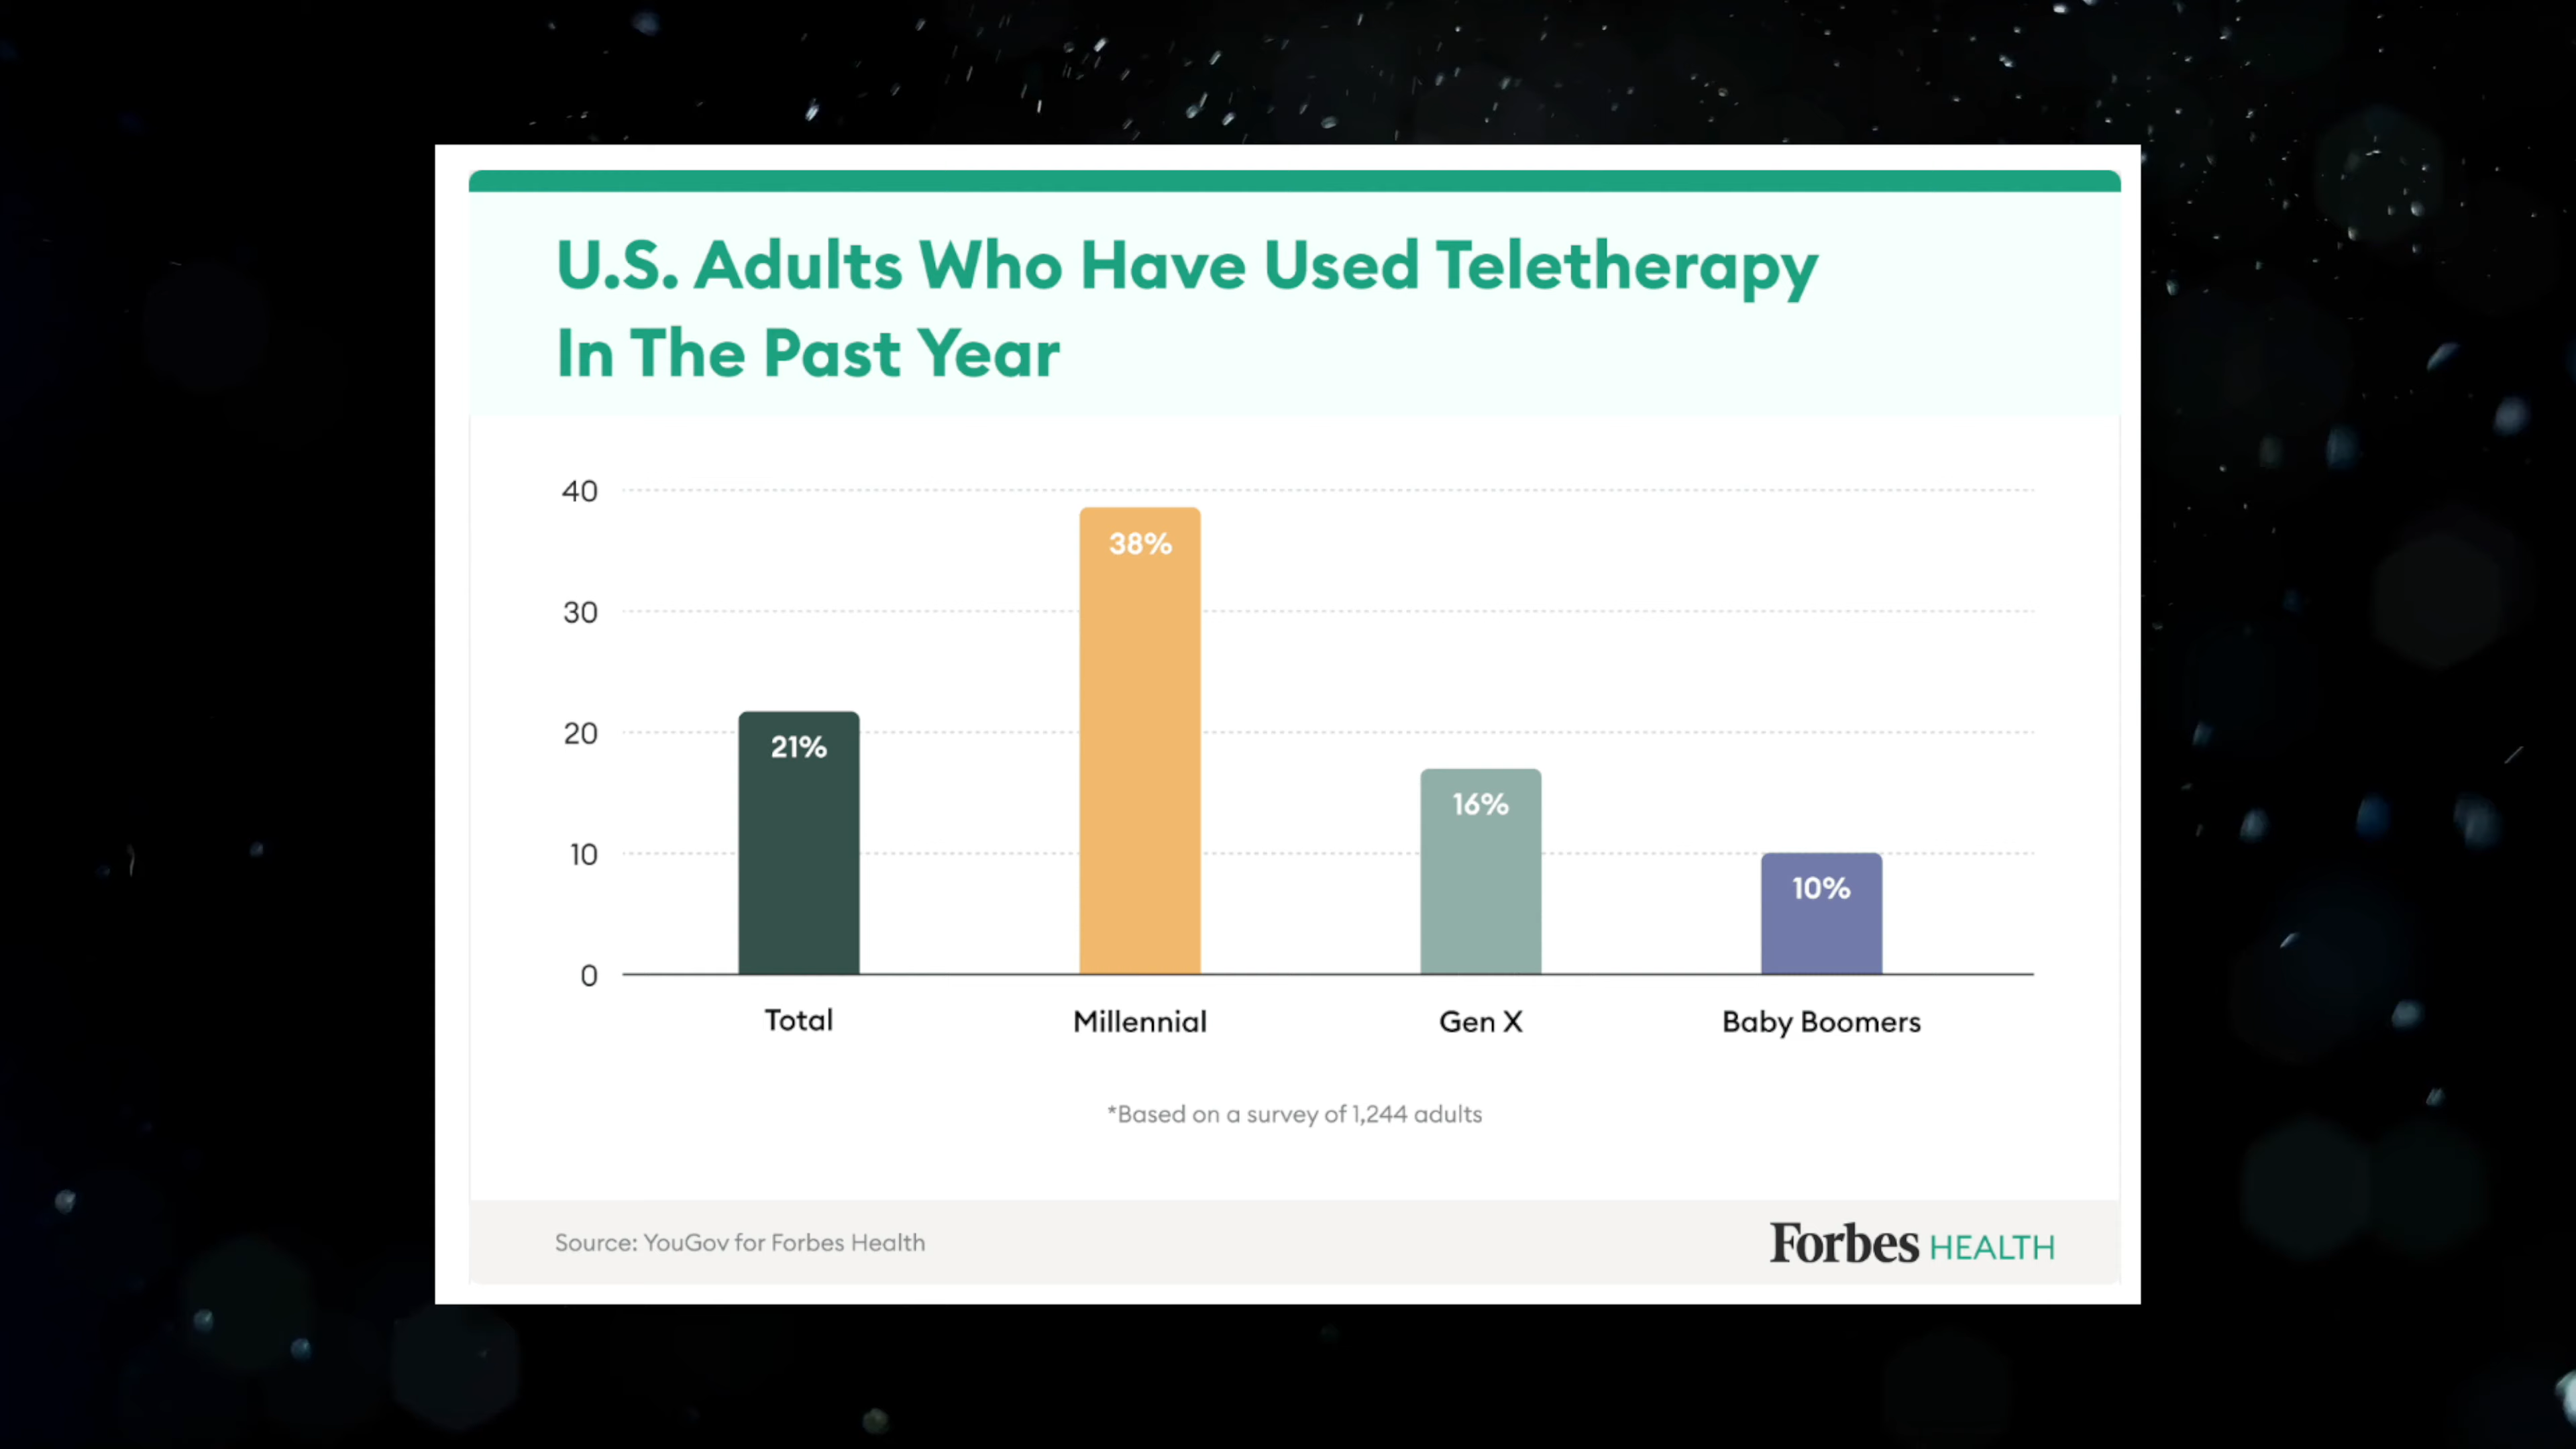 U.S. Adults Who Have Used Teletherapy
In The Past Year
40
30
20
10
0
21%
38%
16%
10%
Total
Millennial
Gen X
Baby Boomers
*Based on a survey of 1,244 adults
Source: YouGov for Forbes Health
Forbes HEALTH